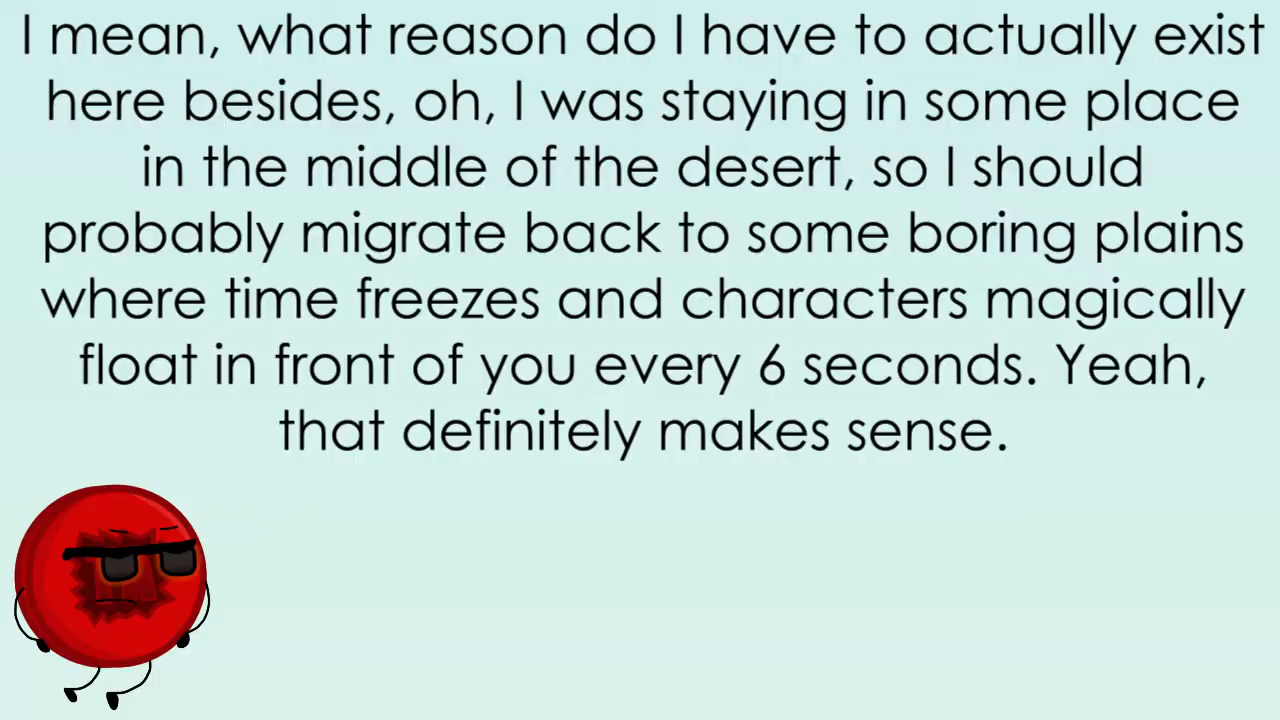 I mean, what reason do I have to actually exist
here besides, oh, I was staying in some place
in the middle of the desert, so I should
probably migrate back to some boring plains
where time freezes and characters magically
float in front of you every 6 seconds. Yeah,
that definitely makes sense.